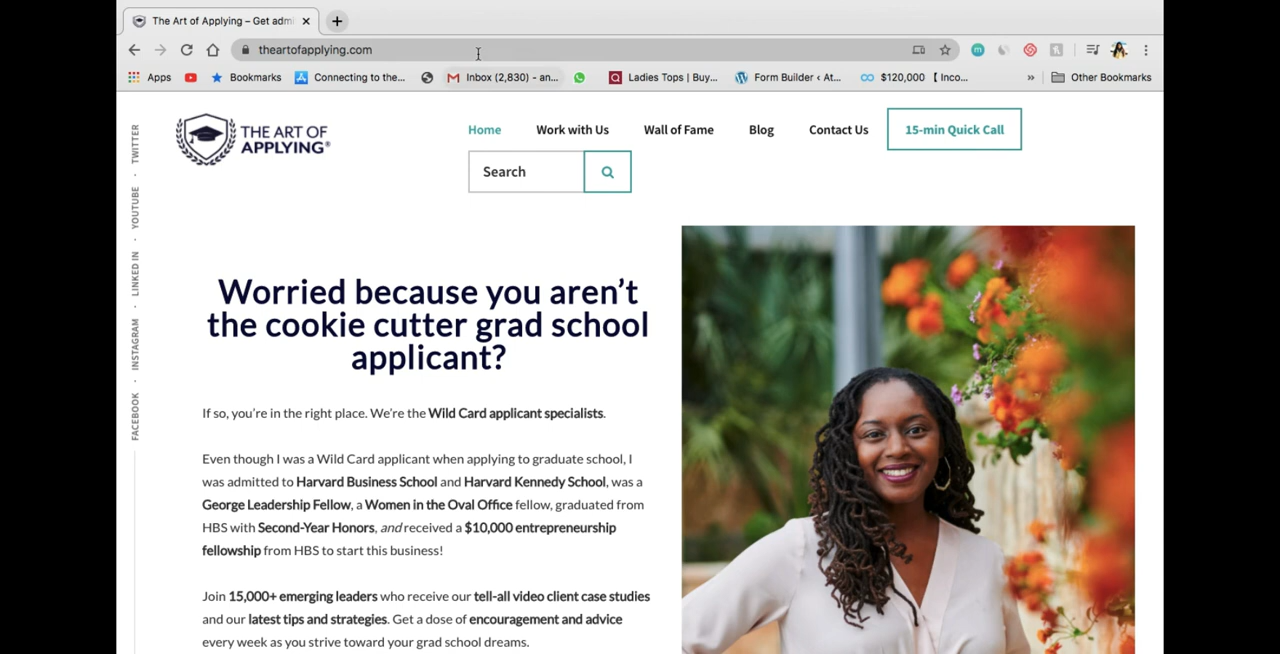 The Art of Applying – Get admi
theartofapplying.com
Apps
Bookmarks
Connecting to the...
Inbox (2,830) - an...
Ladies Tops | Buy...
Form Builder ‹ At...
$120,000 【 Inco...
»
Other Bookmarks
THE ART OF
APPLYING®
Home
Work with Us
Wall of Fame
Blog
Contact Us
15-min Quick Call
Search
FACEBOOK · INSTAGRAM · LINKED IN · YOUTUBE · TWITTER
Worried because you aren’t
the cookie cutter grad school
applicant?
If so, you’re in the right place. We’re the Wild Card applicant specialists.
Even though I was a Wild Card applicant when applying to graduate school, I
was admitted to Harvard Business School and Harvard Kennedy School, was a
George Leadership Fellow, a Women in the Oval Office fellow, graduated from
HBS with Second-Year Honors, and received a $10,000 entrepreneurship
fellowship from HBS to start this business!
Join 15,000+ emerging leaders who receive our tell-all video client case studies
and our latest tips and strategies. Get a dose of encouragement and advice
every week as you strive toward your grad school dreams.